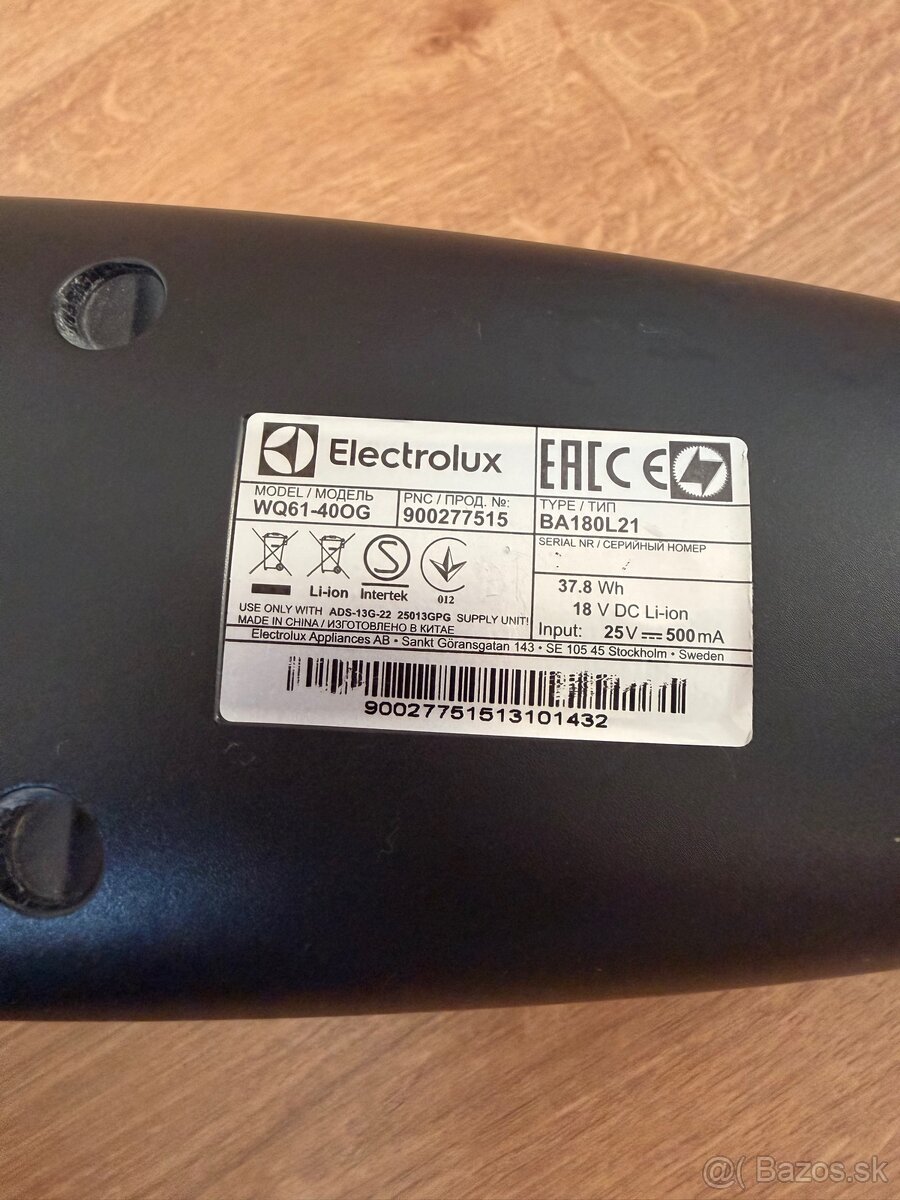 Electrolux
EAC CE
MODEL / МОДЕЛЬ
WQ61-40OG
PNC / ПРОД. №:
900277515
TYPE / ТИП
BA180L21
SERIAL NR / СЕРИЙНЫЙ НОМЕР
Li-ion
S
Intertek
012
37.8 Wh
18 V DC Li-ion
Input: 25V 500mA
USE ONLY WITH ADS-13G-22 25013GPG SUPPLY UNIT!
MADE IN CHINA / ИЗГОТОВЛЕНО В КИТАЕ
Electrolux Appliances AB • Sankt Göransgatan 143 • SE 105 45 Stockholm • Sweden
90027751513101432
@( Bazos.sk